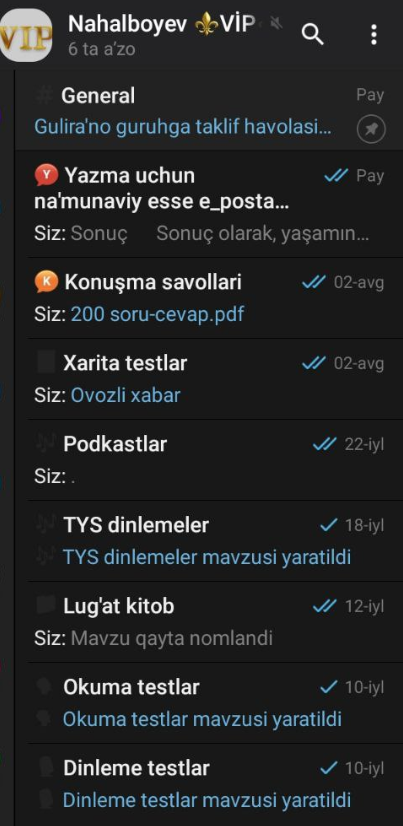 VIP
Nahalboyev ⚜️VİP
6 ta a'zo
# General
Pay
Gulira'no guruhga taklif havolasi...
Y Yazma uchun
na'munaviy esse e_posta...
Pay
Siz: Sonuç Sonuç olarak, yaşamın...
K Konuşma savollari
02-avg
Siz: 200 soru-cevap.pdf
Xarita testlar
02-avg
Siz: Ovozli xabar
Podkastlar
22-iyl
Siz: .
TYS dinlemeler
18-iyl
TYS dinlemeler mavzusi yaratildi
Lug'at kitob
12-iyl
Siz: Mavzu qayta nomlandi
Okuma testlar
10-iyl
Okuma testlar mavzusi yaratildi
Dinleme testlar
10-iyl
Dinleme testlar mavzusi yaratildi